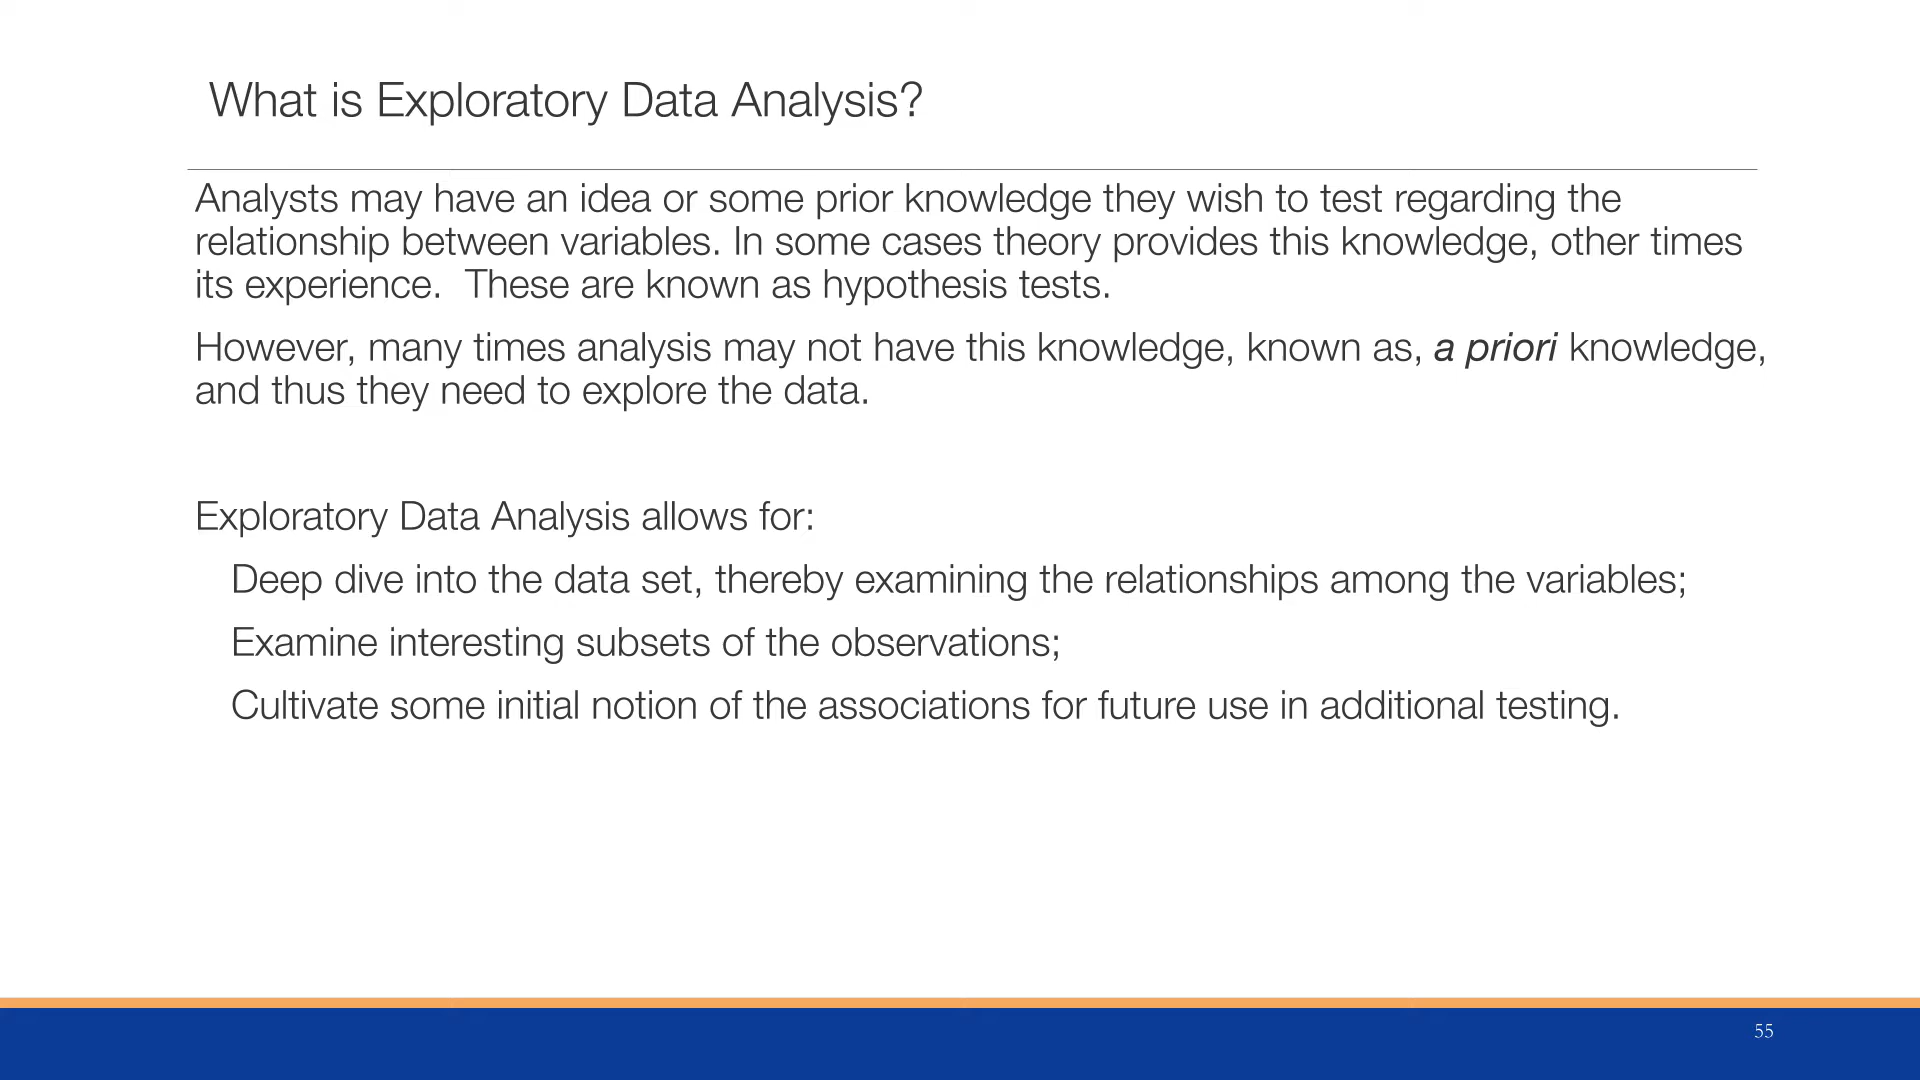 What is Exploratory Data Analysis?
Analysts may have an idea or some prior knowledge they wish to test regarding the
relationship between variables. In some cases theory provides this knowledge, other times
its experience.  These are known as hypothesis tests.
However, many times analysis may not have this knowledge, known as, a priori knowledge,
and thus they need to explore the data.
Exploratory Data Analysis allows for:
Deep dive into the data set, thereby examining the relationships among the variables;
Examine interesting subsets of the observations;
Cultivate some initial notion of the associations for future use in additional testing.
55